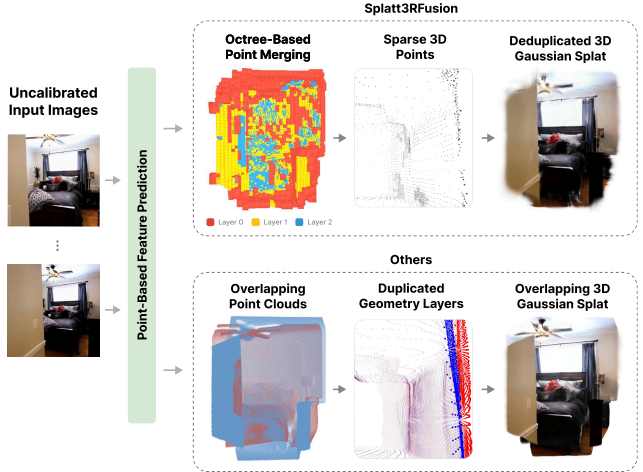 Splatt3RFusion
Octree-Based
Point Merging
Sparse 3D
Points
Deduplicated 3D
Gaussian Splat
Uncalibrated
Input Images
Point-Based Feature Prediction
Layer 0
Layer 1
Layer 2
Others
Overlapping
Point Clouds
Duplicated
Geometry Layers
Overlapping 3D
Gaussian Splat